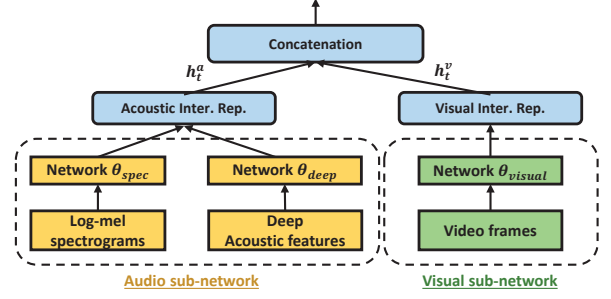 Concatenation
h_t^a
h_t^v
Acoustic Inter. Rep.
Visual Inter. Rep.
Network θ_spec
Network θ_deep
Network θ_visual
Log-mel
spectrograms
Deep
Acoustic features
Video frames
Audio sub-network
Visual sub-network